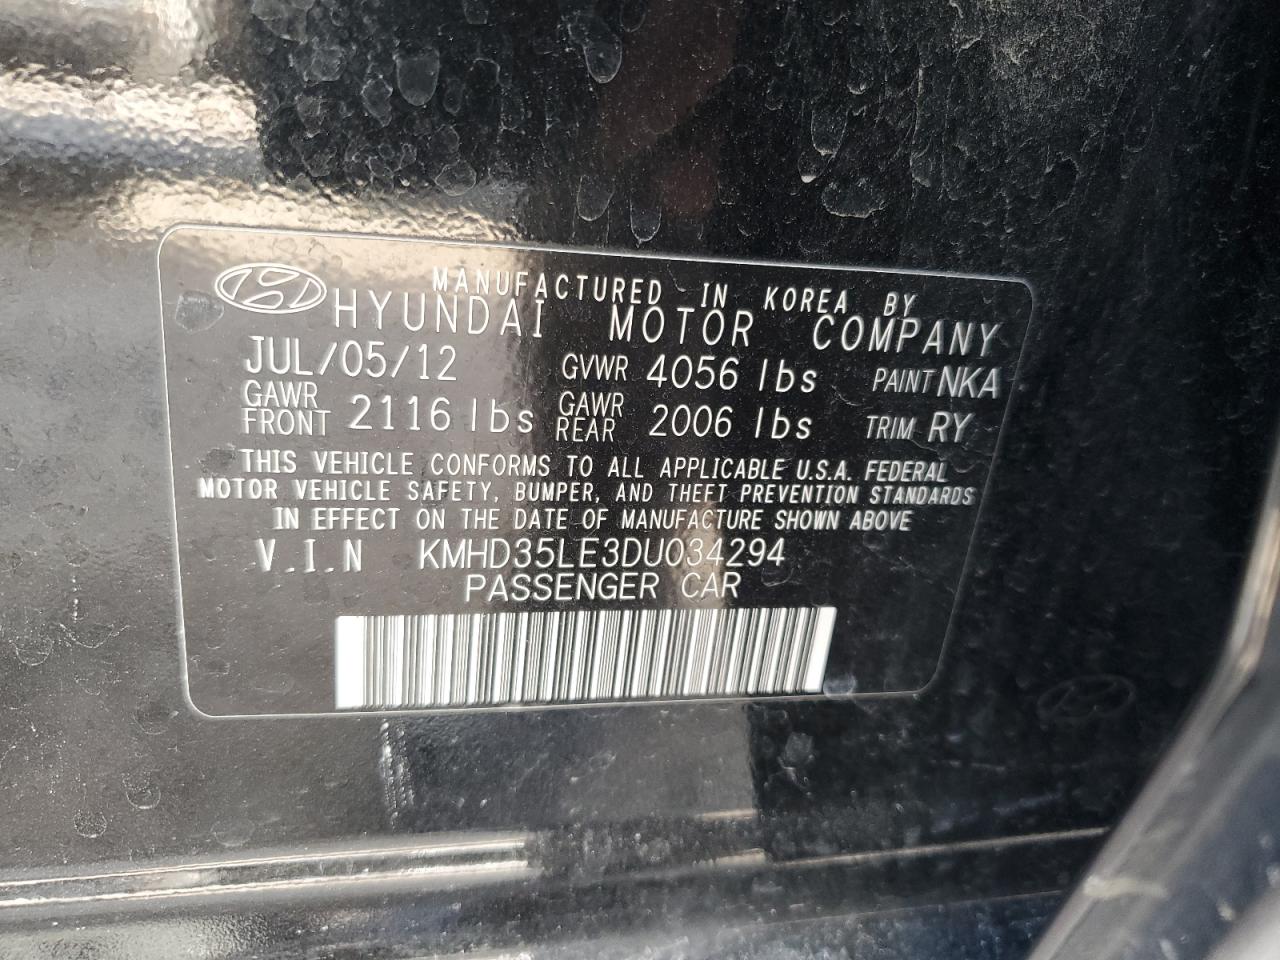 MANUFACTURED IN KOREA BY
HYUNDAI MOTOR COMPANY
JUL/05/12 GVWR 4056 lbs PAINT NKA
GAWR FRONT 2116 lbs GAWR REAR 2006 lbs TRIM RY
THIS VEHICLE CONFORMS TO ALL APPLICABLE U.S.A. FEDERAL
MOTOR VEHICLE SAFETY, BUMPER, AND THEFT PREVENTION STANDARDS
IN EFFECT ON THE DATE OF MANUFACTURE SHOWN ABOVE
V.I.N KMHD35LE3DU034294
PASSENGER CAR